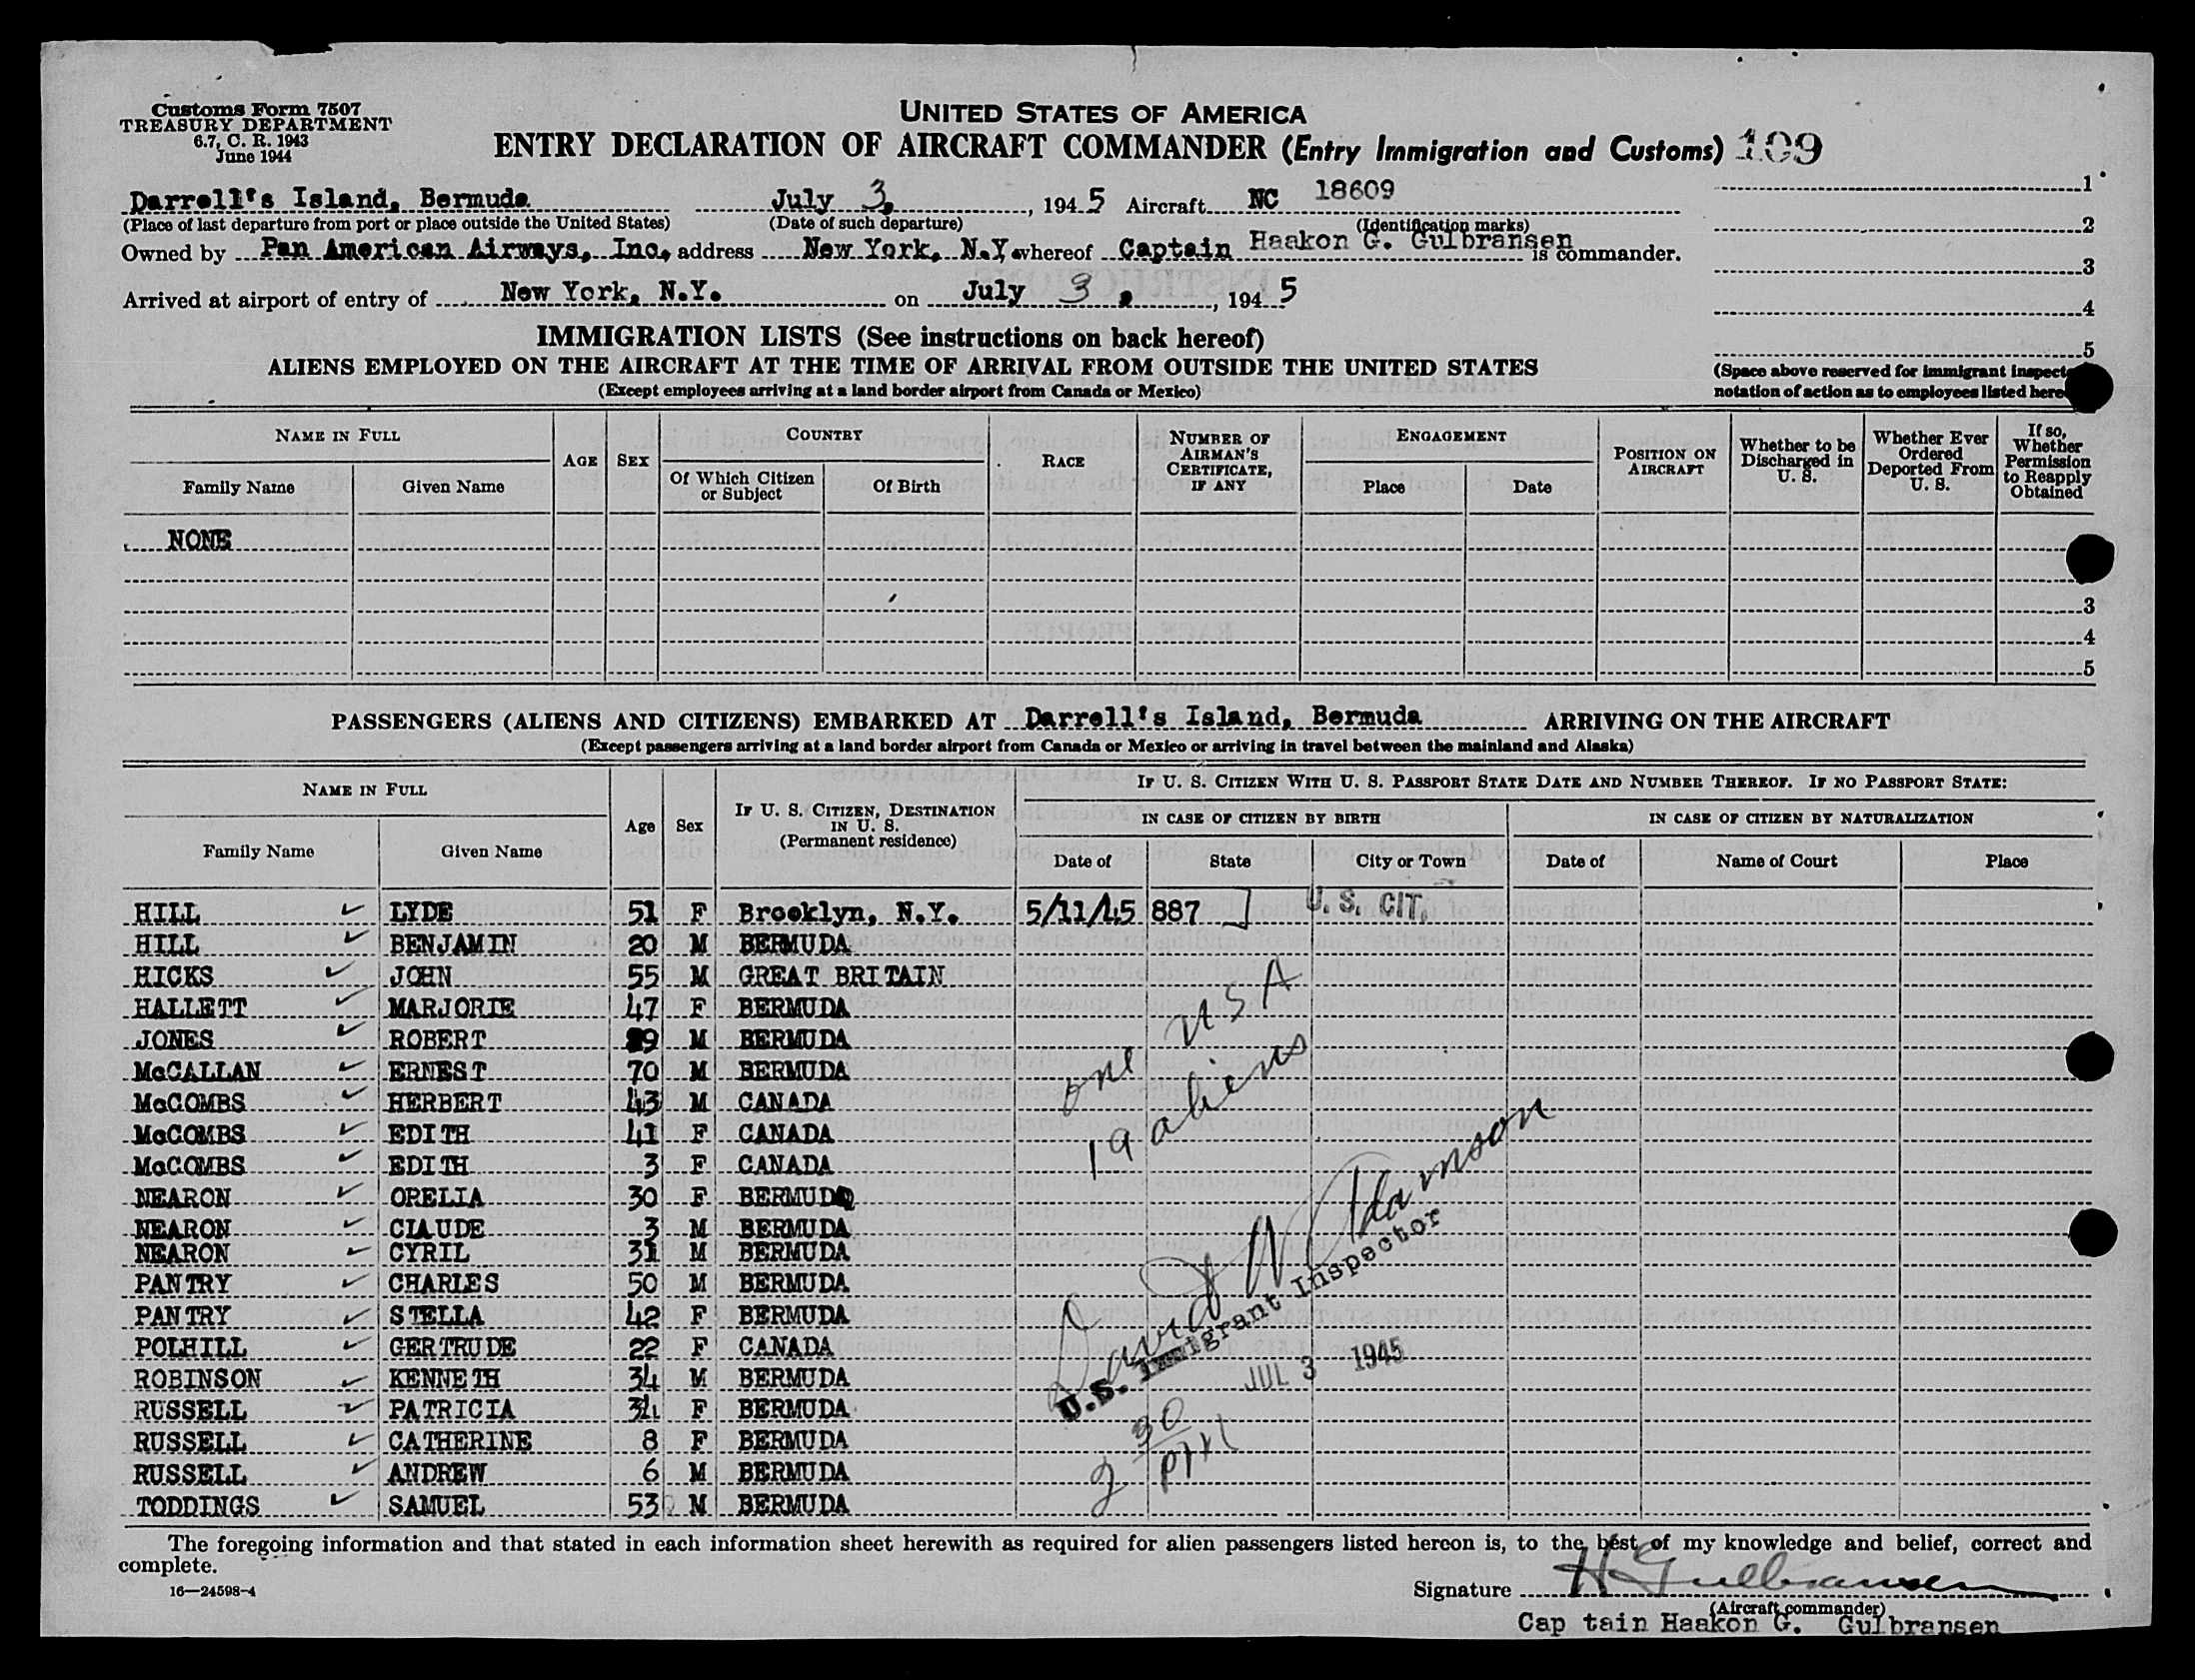 Customs Form 7507
TREASURY DEPARTMENT
6.7, C. R. 1943
June 1944
UNITED STATES OF AMERICA
ENTRY DECLARATION OF AIRCRAFT COMMANDER (Entry Immigration and Customs) 109
Darrell's Island, Bermuda July 3, , 1945 Aircraft NC 18609
(Place of last departure from port or place outside the United States) (Date of such departure) (Identification marks)
Owned by Pan American Airways, Inc, address New York, N.Y. whereof Captain Haakon G. Gulbransen is commander.
Arrived at airport of entry of New York, N.Y. on July 3 , , 1945
1
2
3
4
5
(Space above reserved for immigrant inspect
notation of action as to employees listed here
IMMIGRATION LISTS (See instructions on back hereof)
ALIENS EMPLOYED ON THE AIRCRAFT AT THE TIME OF ARRIVAL FROM OUTSIDE THE UNITED STATES
(Except employees arriving at a land border airport from Canada or Mexico)
NAME IN FULL
Family Name Given Name
AGE SEX
COUNTRY
Of Which Citizen or Subject
Of Birth
RACE
NUMBER OF AIRMAN'S CERTIFICATE, IF ANY
ENGAGEMENT
Place Date
POSITION ON AIRCRAFT
Whether to be Discharged in U. S.
Whether Ever Ordered Deported From U. S.
If so, Whether Permission to Reapply Obtained
NONE
3
4
5
PASSENGERS (ALIENS AND CITIZENS) EMBARKED AT Darrell's Island, Bermuda ARRIVING ON THE AIRCRAFT
(Except passengers arriving at a land border airport from Canada or Mexico or arriving in travel between the mainland and Alaska)
NAME IN FULL
Family Name Given Name
Age Sex
IF U. S. CITIZEN, DESTINATION IN U. S.
(Permanent residence)
IF U. S. CITIZEN WITH U. S. PASSPORT STATE DATE AND NUMBER THEREOF. IF NO PASSPORT STATE:
IN CASE OF CITIZEN BY BIRTH IN CASE OF CITIZEN BY NATURALIZATION
Date of State City or Town Date of Name of Court Place
HILL LYDE 51 F Brooklyn, N.Y. 5/11/45 887 U. S. CIT.
HILL BENJAMIN 20 M BERMUDA
HICKS JOHN 55 M GREAT BRITAIN
HALLETT MARJORIE 47 F BERMUDA
JONES ROBERT 9 M BERMUDA
McCALLAN ERNEST 70 M BERMUDA
McCOMBS HERBERT 43 M CANADA
McCOMBS EDITH 41 F CANADA
McCOMBS EDITH 3 F CANADA
NEARON ORELIA 30 F BERMUDA
NEARON CLAUDE 3 M BERMUDA
NEARON CYRIL 31 M BERMUDA
PANTRY CHARLES 50 M BERMUDA
PANTRY STELLA 42 F BERMUDA
POLHILL GERTRUDE 22 F CANADA
ROBINSON KENNETH 34 M BERMUDA
RUSSELL PATRICIA 34 F BERMUDA
RUSSELL CATHERINE 8 F BERMUDA
RUSSELL ANDREW 6 M BERMUDA
TODDINGS SAMUEL 53 M BERMUDA
one USA
19 aliens
David W
U.S. Immigrant Inspector
JUL 3 1945
2 30 PM
The foregoing information and that stated in each information sheet herewith as required for alien passengers listed hereon is, to the best of my knowledge and belief, correct and
complete.
16—24598-4
Signature H Gulbransen
(Aircraft commander)
Cap tain Haakon G. Gulbransen